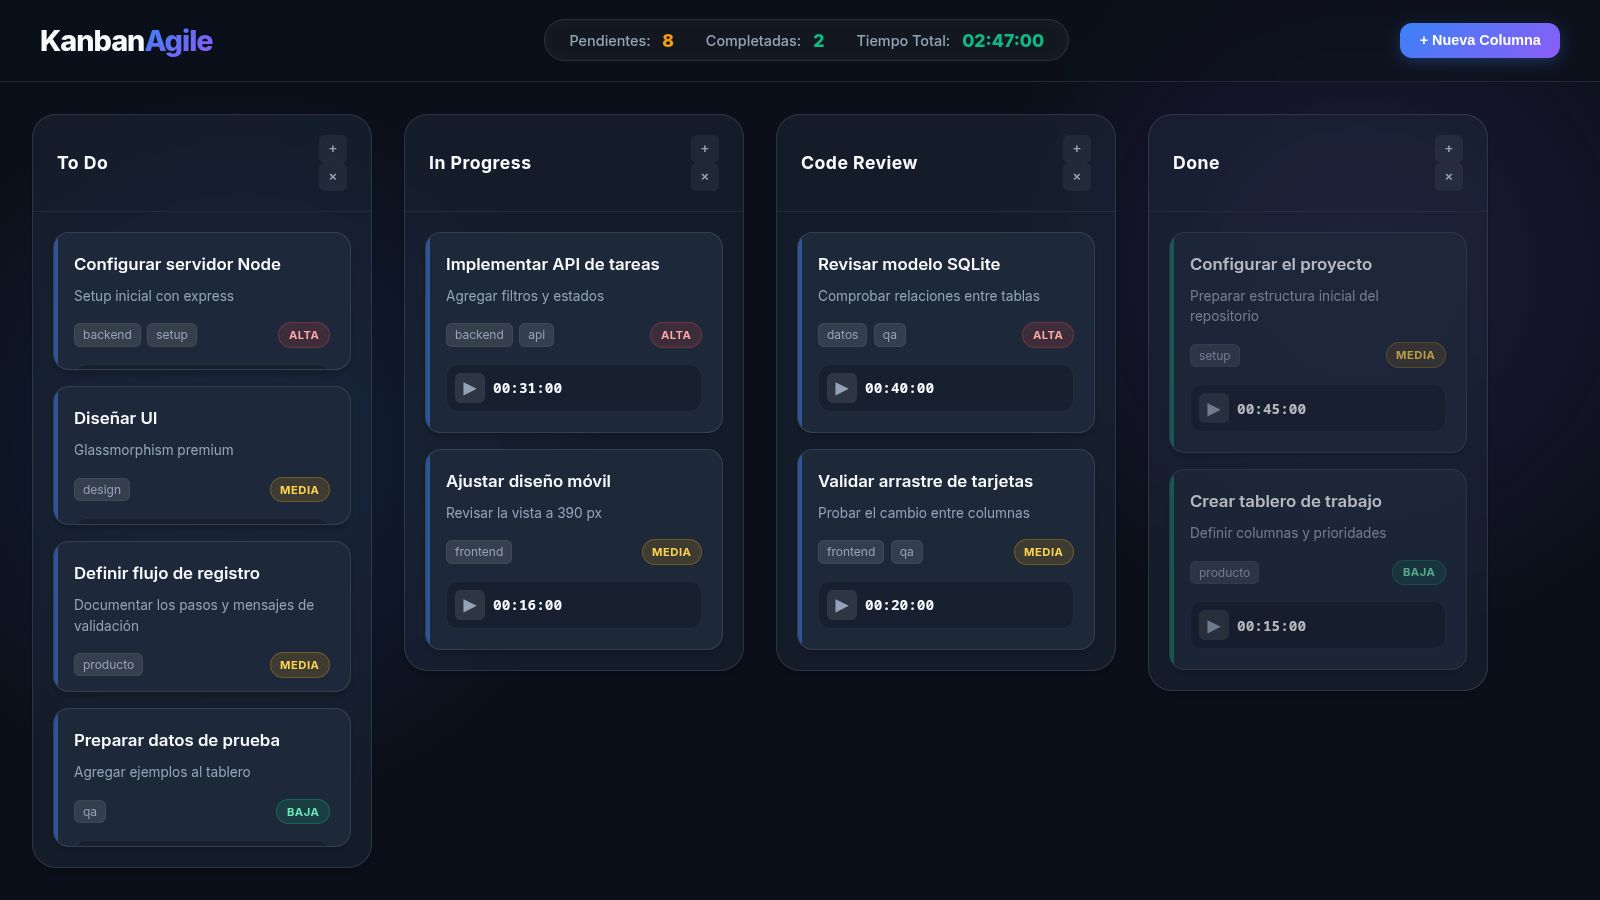 KanbanAgile
Pendientes: 8 Completadas: 2 Tiempo Total: 02:47:00
+ Nueva Columna
To Do
+
×
Configurar servidor Node
Setup inicial con express
backend setup ALTA
Diseñar UI
Glassmorphism premium
design MEDIA
Definir flujo de registro
Documentar los pasos y mensajes de
validación
producto MEDIA
Preparar datos de prueba
Agregar ejemplos al tablero
qa BAJA
In Progress
+
×
Implementar API de tareas
Agregar filtros y estados
backend api ALTA
00:31:00
Ajustar diseño móvil
Revisar la vista a 390 px
frontend MEDIA
00:16:00
Code Review
+
×
Revisar modelo SQLite
Comprobar relaciones entre tablas
datos qa ALTA
00:40:00
Validar arrastre de tarjetas
Probar el cambio entre columnas
frontend qa MEDIA
00:20:00
Done
+
×
Configurar el proyecto
Preparar estructura inicial del
repositorio
setup MEDIA
00:45:00
Crear tablero de trabajo
Definir columnas y prioridades
producto BAJA
00:15:00